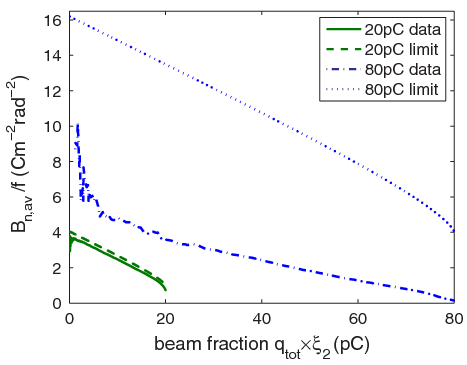 16
14
12
10
8
6
4
2
0
0
20
40
60
80
B_{n,av} /f (Cm^{-2}rad^{-2})
beam fraction q_{tot}×ξ_2 (pC)
20pC data
20pC limit
80pC data
80pC limit